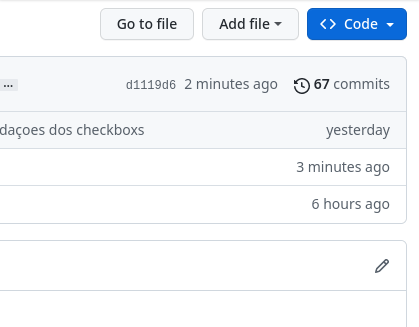 Go to file Add file Code
... d1119d6 2 minutes ago 67 commits
daçoes dos checkboxs yesterday
3 minutes ago
6 hours ago